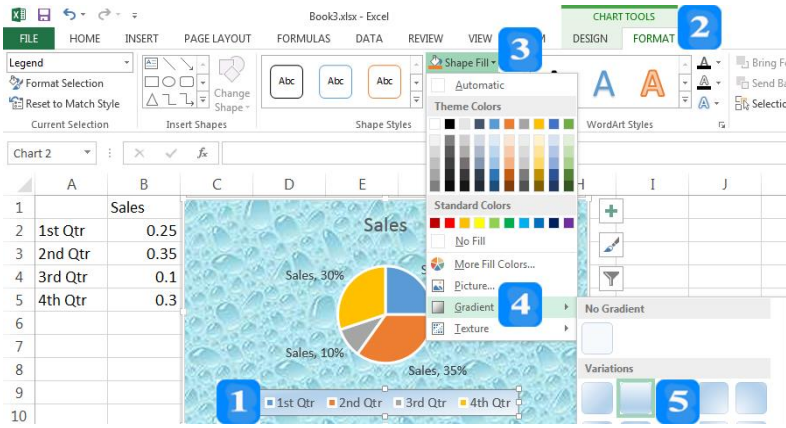 Book3.xlsx - Excel
CHART TOOLS
2
FILE HOME INSERT PAGE LAYOUT FORMULAS DATA REVIEW VIEW DESIGN FORMAT
3
Legend
Format Selection
Reset to Match Style
Current Selection
Change
Shape
Insert Shapes
Abc Abc Abc
Shape Styles
Shape Fill
A A A A A
WordArt Styles
Bring
Send
Automatic
Theme Colors
Standard Colors
No Fill
More Fill Colors...
Picture...
Gradient
Texture
4
No Gradient
Variations
5
Chart 2
fx
A B C D E H I J
1 Sales
2 1st Qtr 0.25
3 2nd Qtr 0.35
4 3rd Qtr 0.1
5 4th Qtr 0.3
6
7
8
9
10
Sales
Sales, 30%
Sales, 10%
Sales, 35%
1
1st Qtr 2nd Qtr 3rd Qtr 4th Qtr